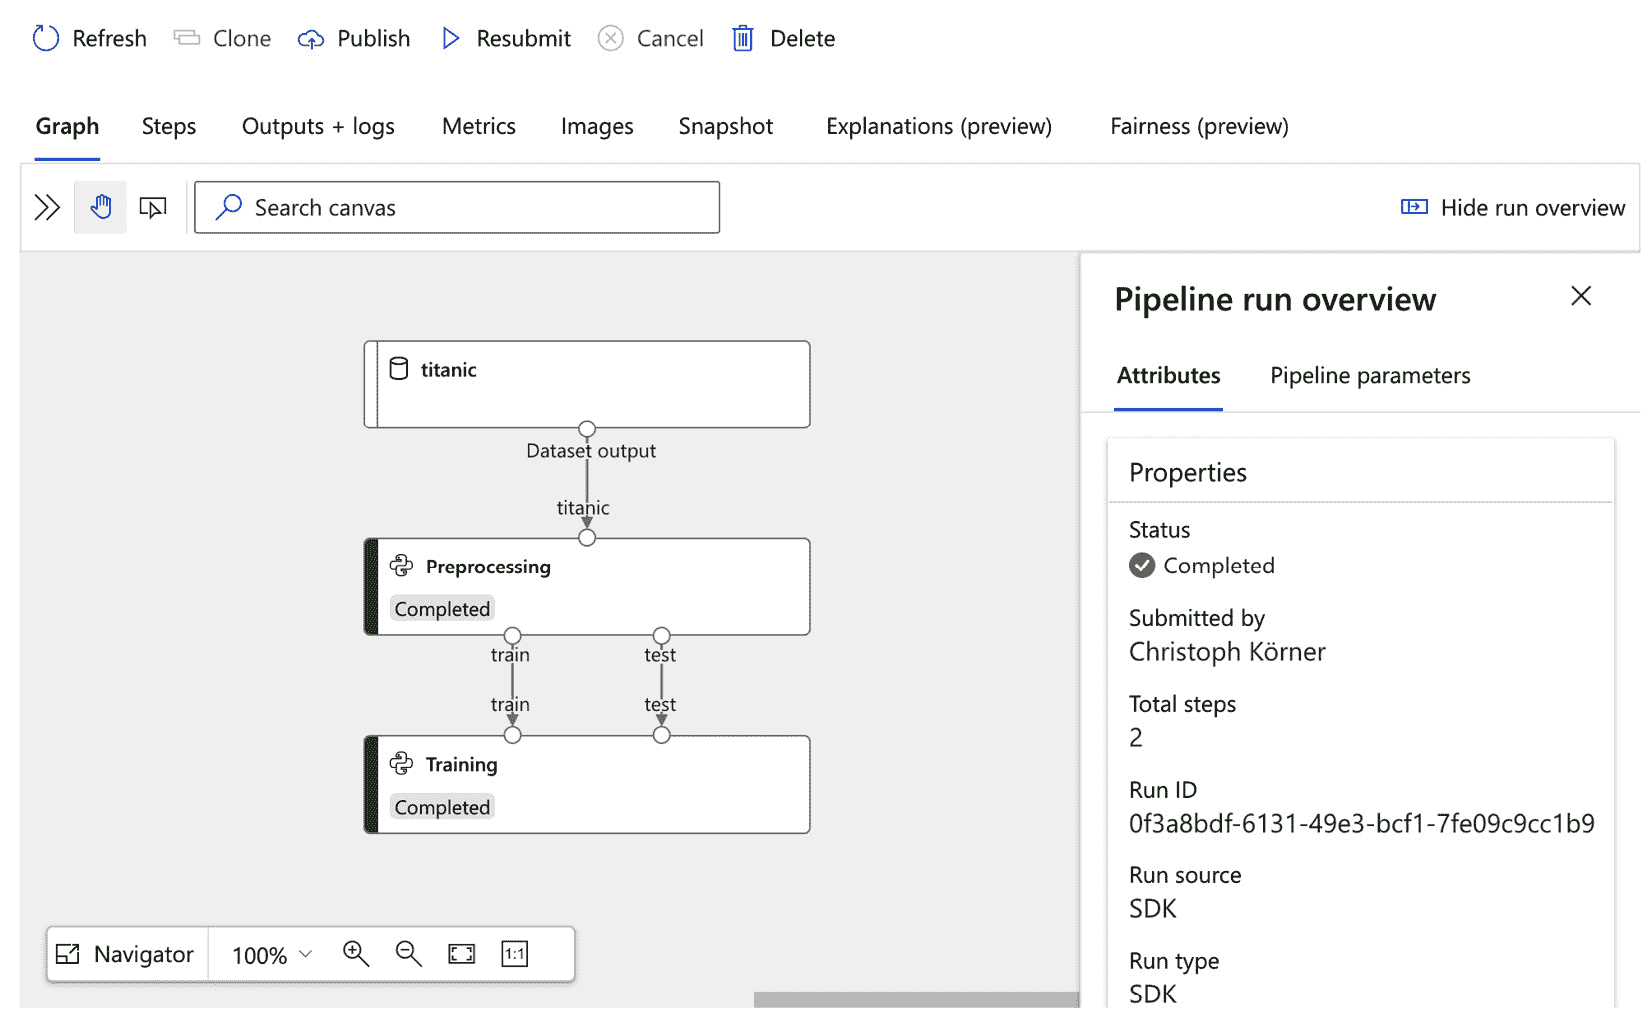 Refresh Clone Publish Resubmit Cancel Delete
Graph Steps Outputs + logs Metrics Images Snapshot Explanations (preview) Fairness (preview)
Search canvas Hide run overview
titanic
Dataset output
titanic
Preprocessing
Completed
train test
train test
Training
Completed
Navigator 100% 1:1
Pipeline run overview
Attributes Pipeline parameters
Properties
Status
Completed
Submitted by
Christoph Körner
Total steps
2
Run ID
0f3a8bdf-6131-49e3-bcf1-7fe09c9cc1b9
Run source
SDK
Run type
SDK